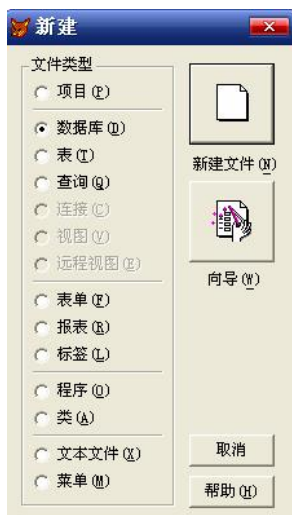 新建
文件类型
项目(P)
数据库(D)
表(T)
查询(Q)
连接(C)
视图(V)
远程视图(E)
表单(F)
报表(R)
标签(L)
程序(O)
类(A)
文本文件(X)
菜单(M)
新建文件(N)
向导(W)
取消
帮助(H)